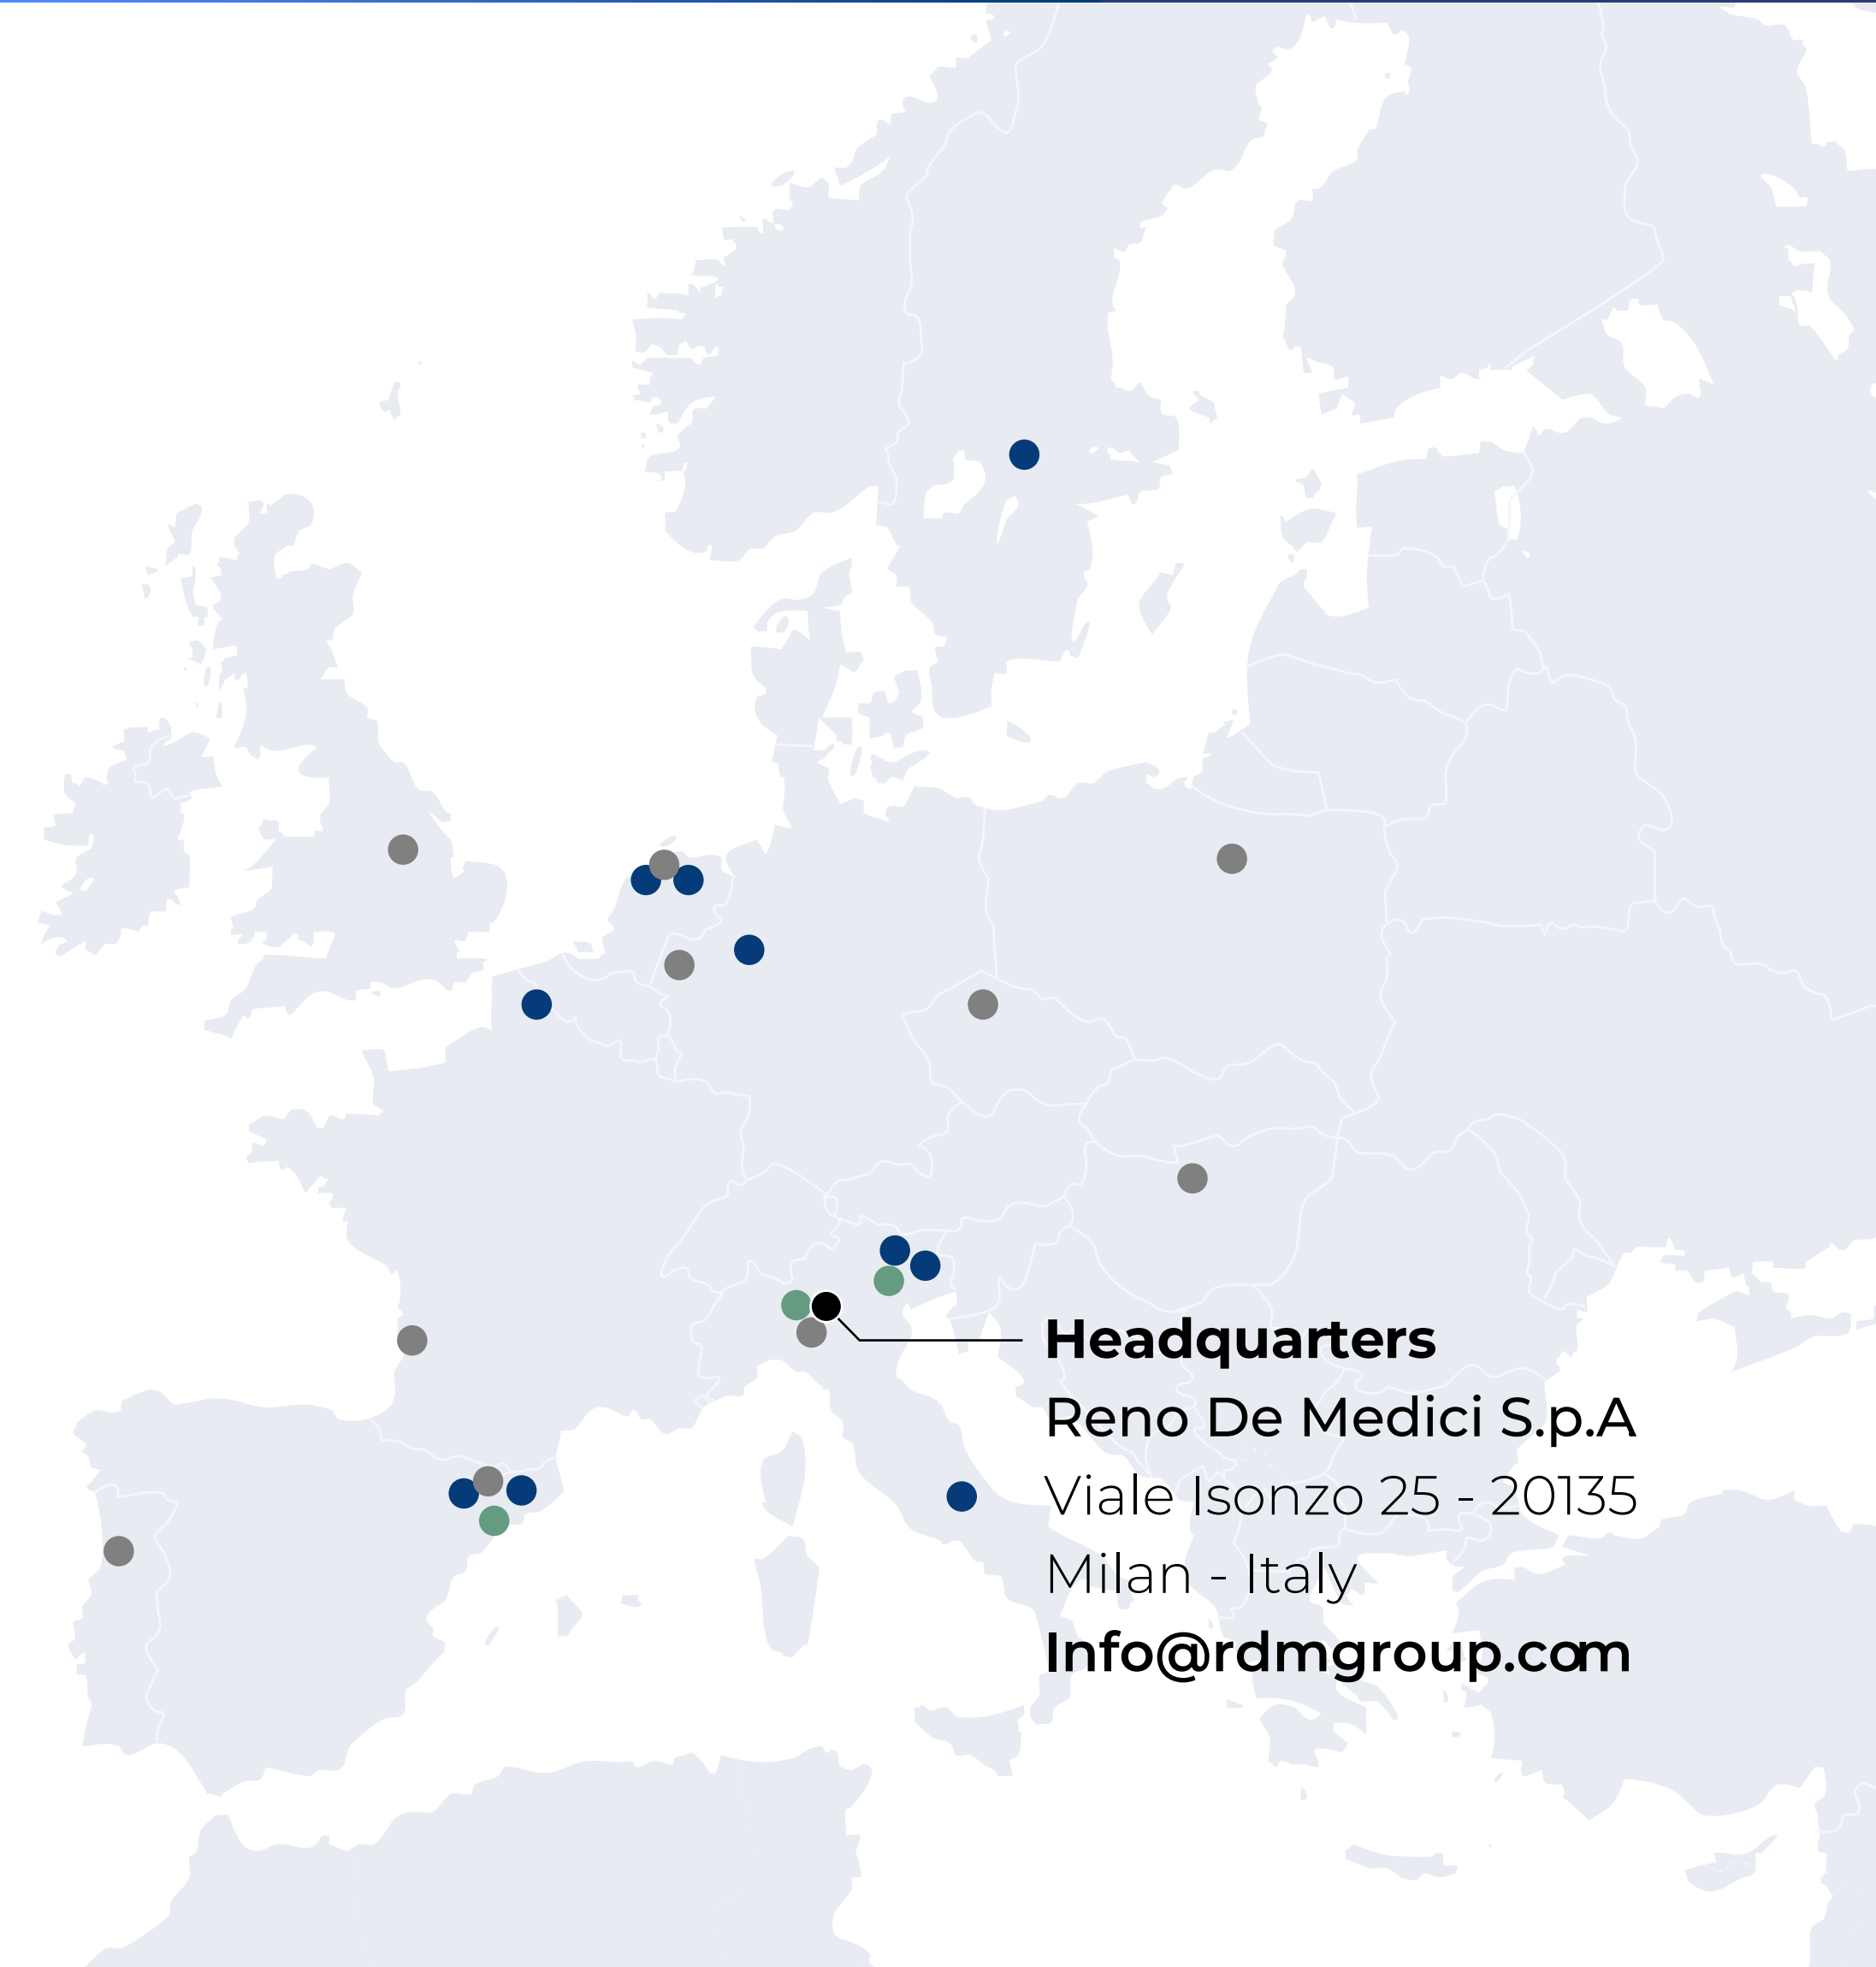 Headquarters
Reno De Medici S.p.A
Viale Isonzo 25 - 20135
Milan - Italy
Info@rdmgroup.com